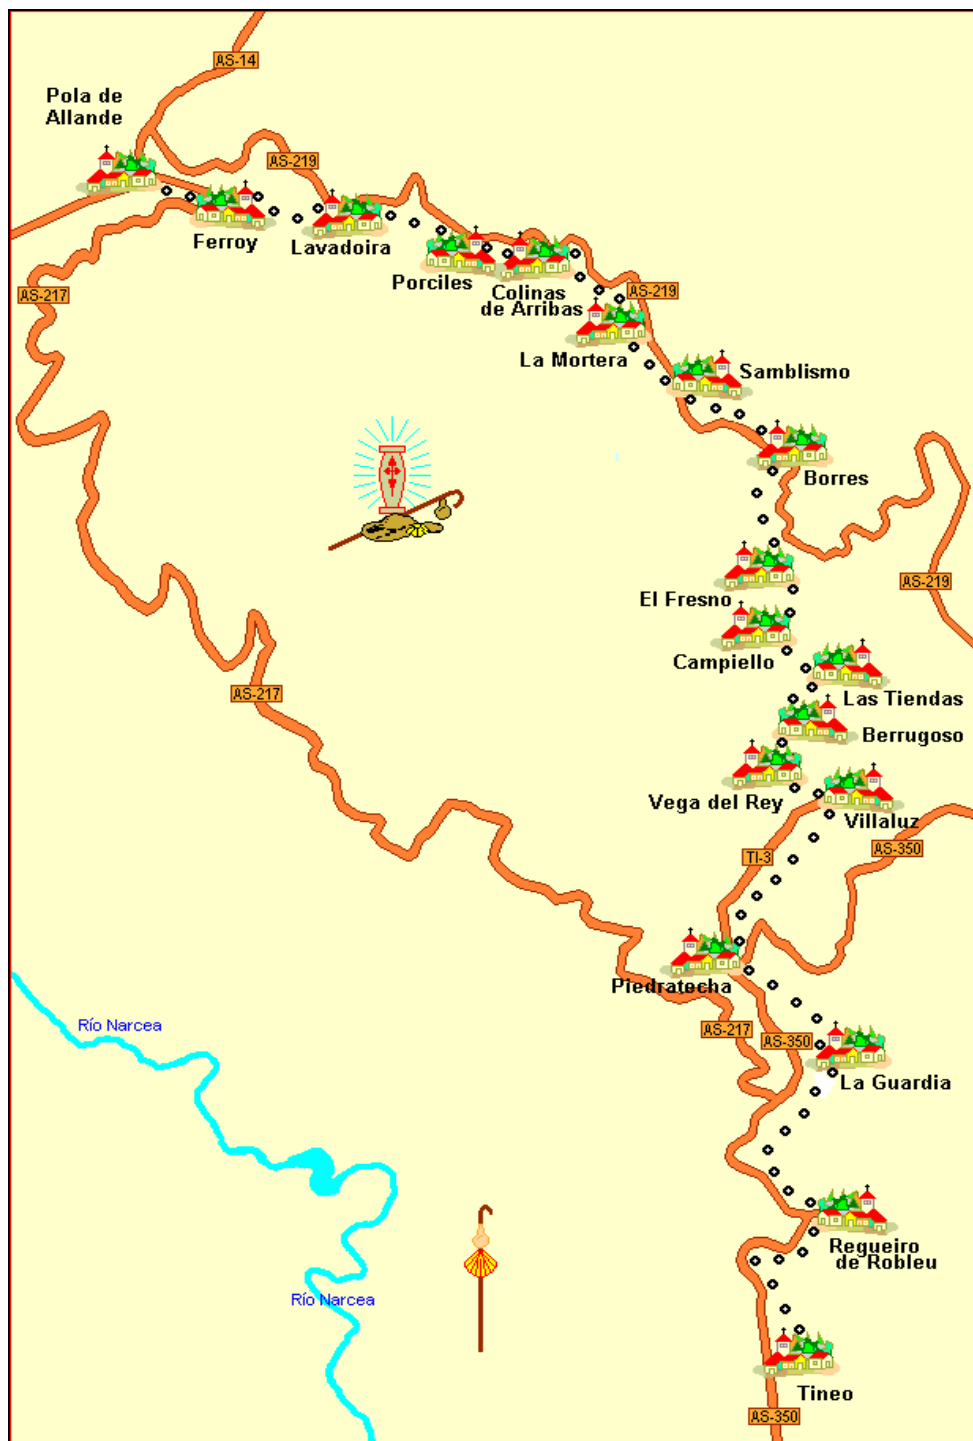 AS-14
Pola de
Allande
AS-219
Ferroy
Lavadoira
Porciles
Colinas
de Arribas
AS-217
AS-219
La Mortera
Samblismo
Borres
AS-219
El Fresno
Campiello
Las Tiendas
AS-217
Berrugoso
Vega del Rey
Villaluz
AS-350
TI-3
Piedratecha
Río Narcea
AS-217
AS-350
La Guardia
Regueiro
de Robleu
Río Narcea
Tineo
AS-350